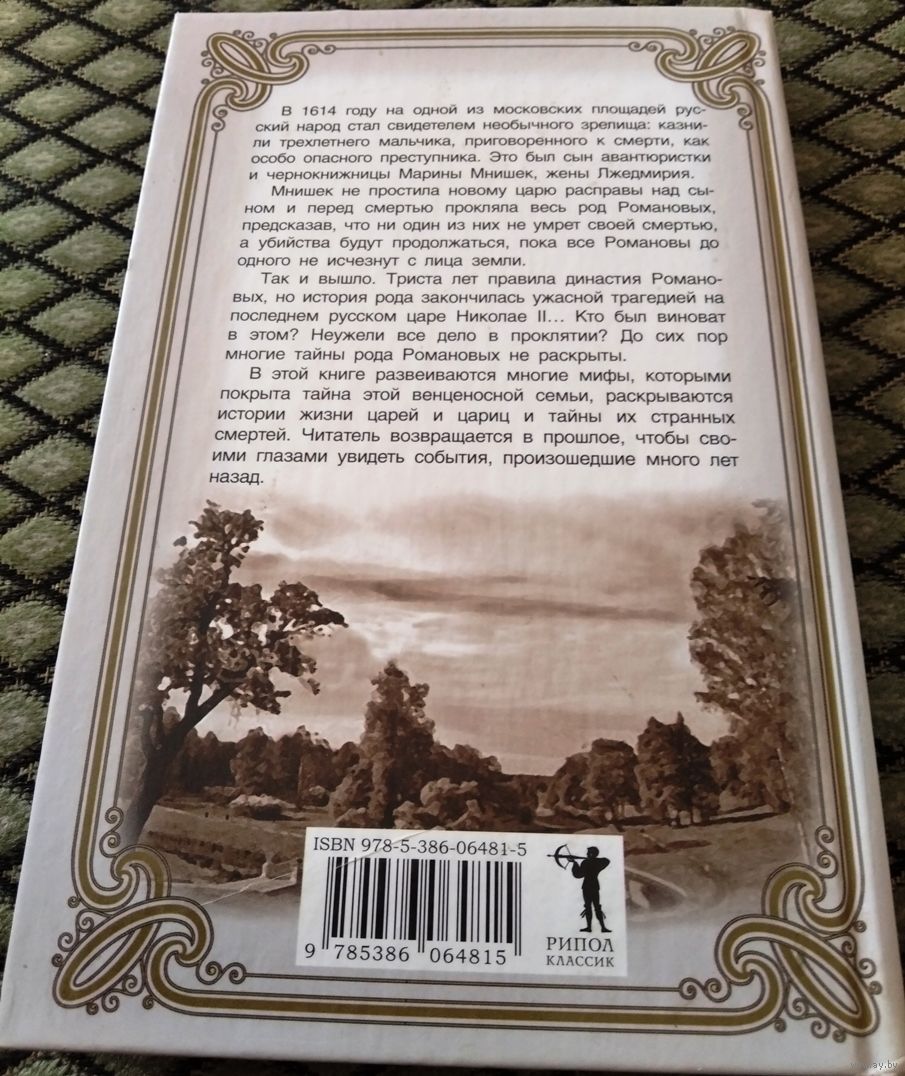 В 1614 году на одной из московских площадей рус-
ский народ стал свидетелем необычного зрелища: казни-
ли трехлетнего мальчика, приговоренного к смерти, как
особо опасного преступника. Это был сын авантюристки
и чернокнижницы Марины Мнишек, жены Лжедмирия.
Мнишек не простила новому царю расправы над сы-
ном и перед смертью прокляла весь род Романовых,
предсказав, что ни один из них не умрет своей смертью,
а убийства будут продолжаться, пока все Романовы до
одного не исчезнут с лица земли.
Так и вышло. Триста лет правила династия Романо-
вых, но история рода закончилась ужасной трагедией на
последнем русском царе Николае II... Кто был виноват
в этом? Неужели все дело в проклятии? До сих пор
многие тайны рода Романовых не раскрыты.
В этой книге развеиваются многие мифы, которыми
покрыта тайна этой венценосной семьи, раскрываются
истории жизни царей и цариц и тайны их странных
смертей. Читатель возвращается в прошлое, чтобы сво-
ими глазами увидеть события, произошедшие много лет
назад.
ISBN 978-5-386-06481-5
9 785386 064815
РИПОЛ
КЛАССИК